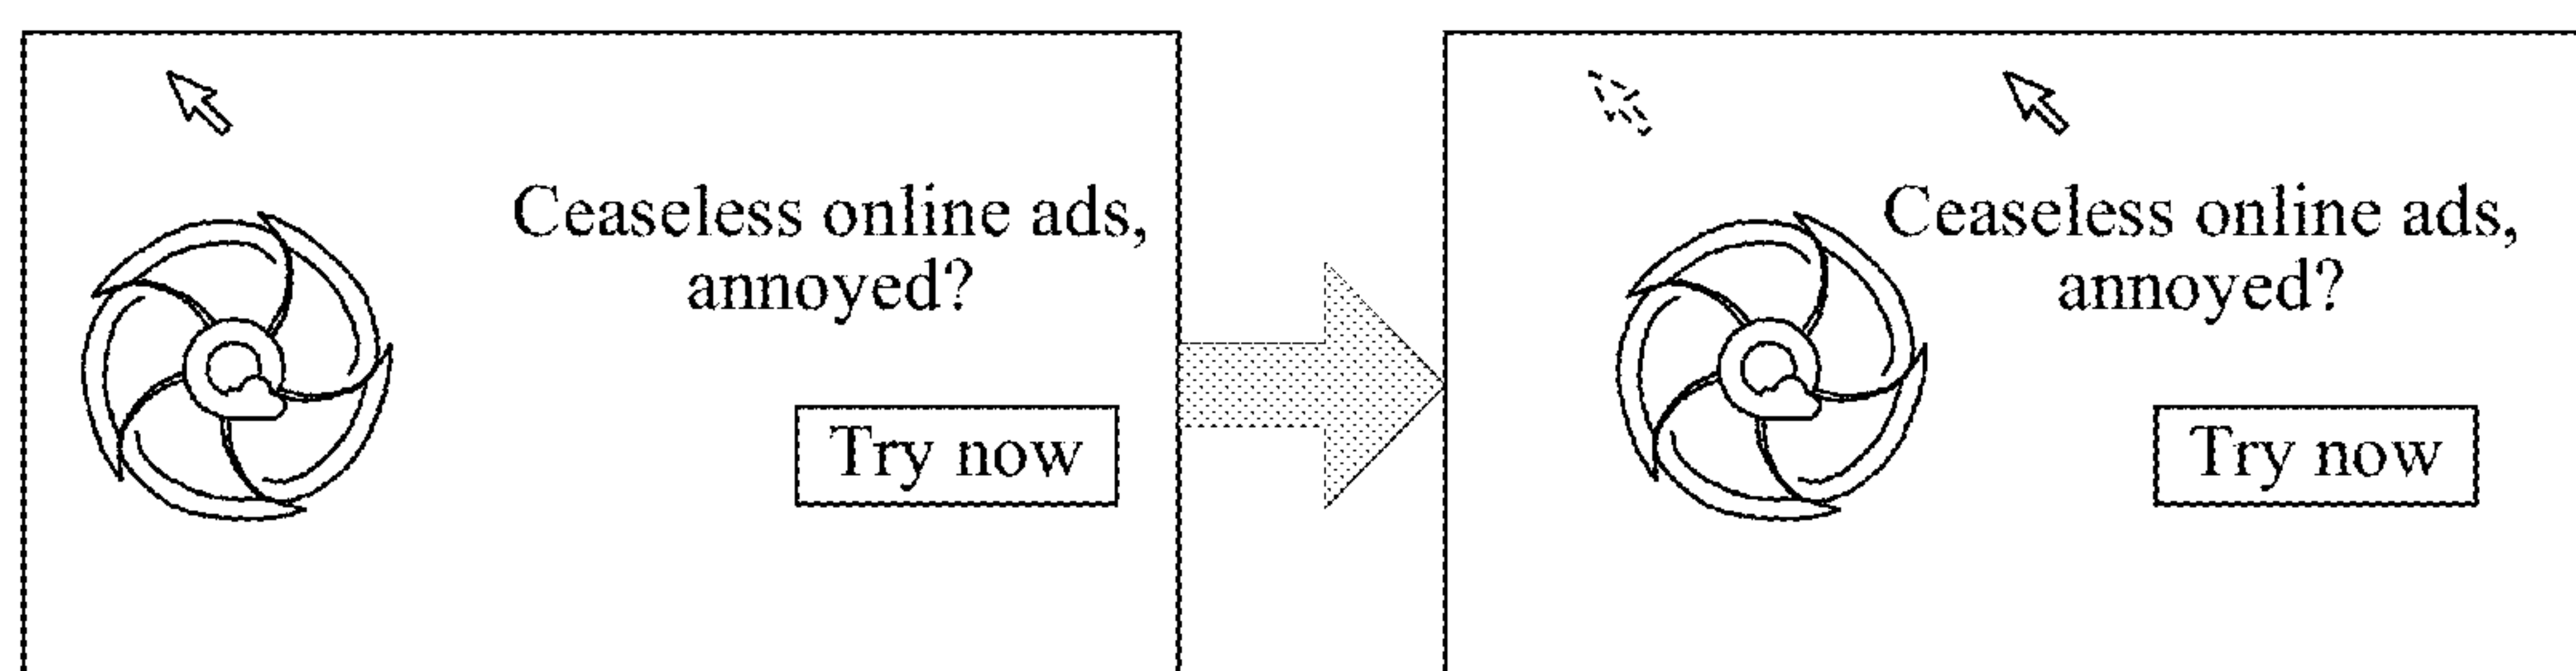 Ceaseless online ads,
annoyed?
Try now
Ceaseless online ads,
annoyed?
Try now